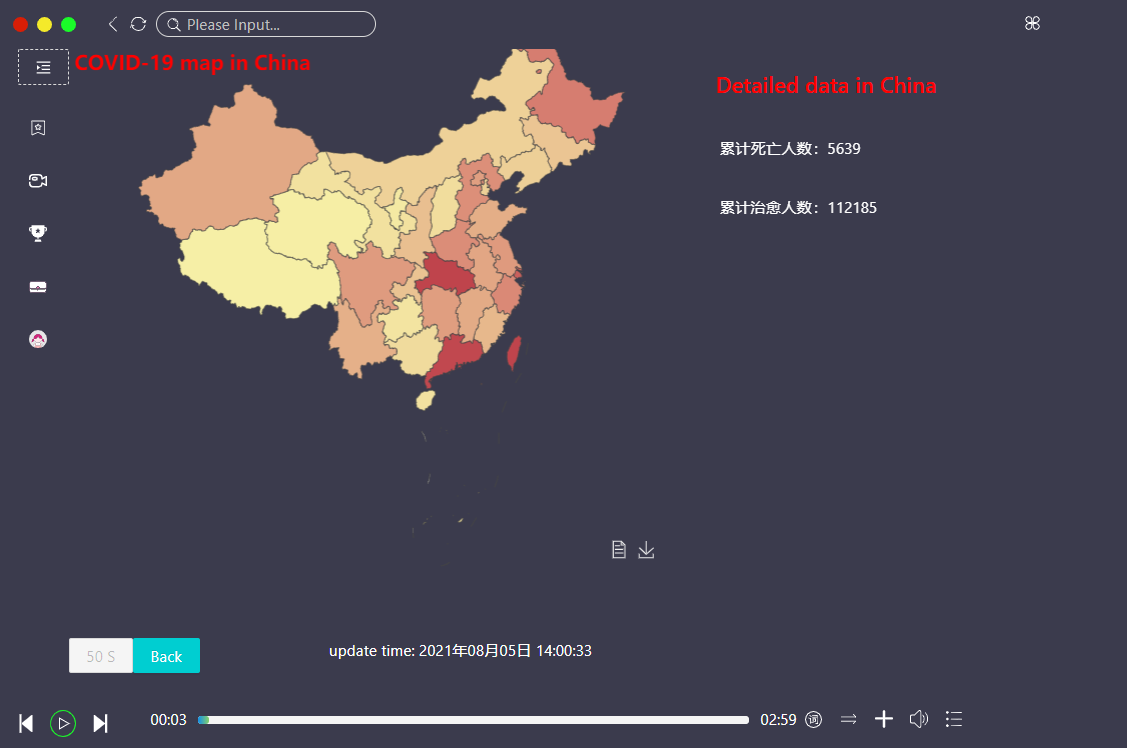 Please Input...
COVID-19 map in China
Detailed data in China
累计死亡人数：5639
累计治愈人数：112185
50 S
Back
update time: 2021年08月05日 14:00:33
00:03
02:59
词